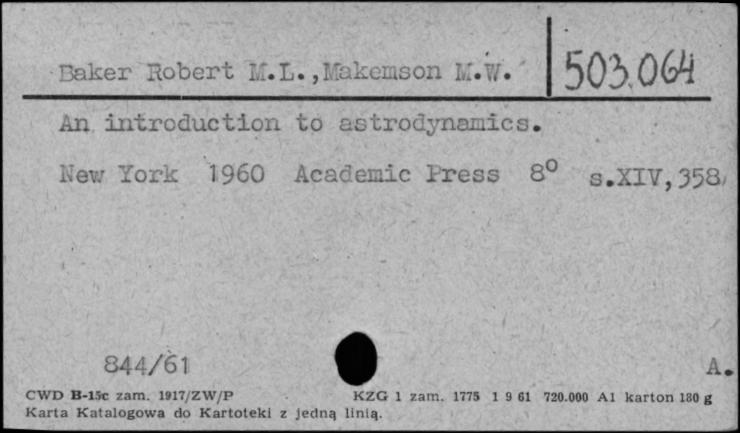 Baker Robert M.L.,Makemson M.W. 503.064
An introduction to astrodynamics.
New York 1960 Academic Press 8° s.XIV,358
844/61 A.
CWD B-15c zam. 1917/ZW/P KZG 1 zam. 1775 1 9 61 720.000 A1 karton 180 g
Karta Katalogowa do Kartoteki z jedną linią.